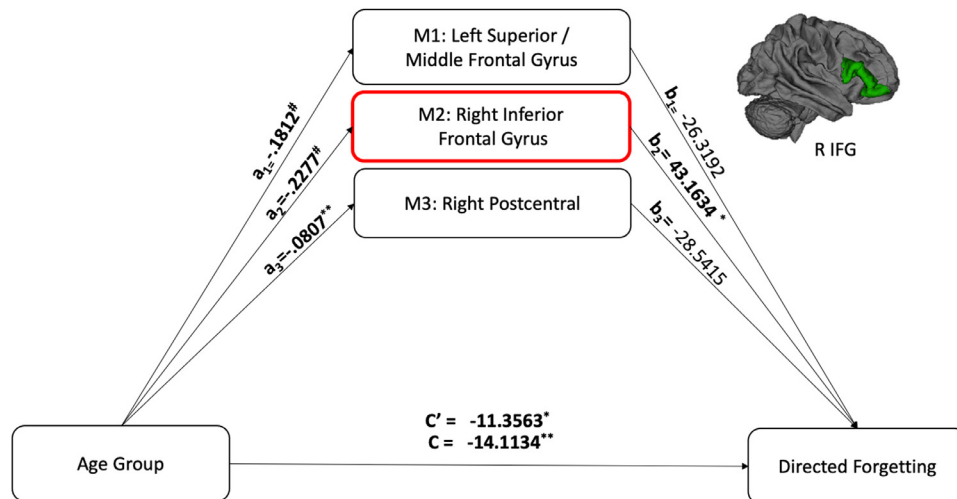 M1: Left Superior /
Middle Frontal Gyrus
M2: Right Inferior
Frontal Gyrus
M3: Right Postcentral
R IFG
a1=-.1812#
a2=-.2277#
a3=-.0807**
b1= -26.3192
b2= 43.1634 *
b3= -28.5415
C’ = -11.3563*
C = -14.1134**
Age Group
Directed Forgetting